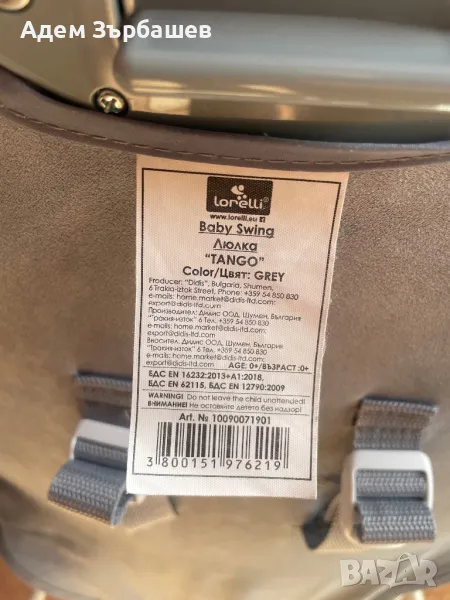 Адем Зърбашев
lorelli®
www.lorelli.eu
Baby Swing
Люлка
"TANGO"
Color/Цвят: GREY
Producer: "Didis", Bulgaria, Shumen,
6 Trakia-Iztok Street, Phone: +359 54 850 830
e-mails: home.market@didis-ltd.com;
export@didis-ltd.com
Производител: Дидис ООД, Шумен, България
"Тракия-изток" 6 Тел. +359 54 850 830
e-mails: home.market@didis-ltd.com;
export@didis-ltd.com
Вносител: Дидис ООД, Шумен, България
"Тракия-изток" 6 Тел. +359 54 850 830
e-mails: home.market@didis-ltd.com;
export@didis-ltd.com AGE: 0+/ВЪЗРАСТ :0+
БДС EN 16232:2013+A1:2018,
БДС EN 62115, БДС EN 12790:2009
WARNING! Do not leave the child unattended!
ВНИМАНИЕ! Не оставяйте детето без надзор!
Art. № 10090071901
3 800151 976219
BAZAR